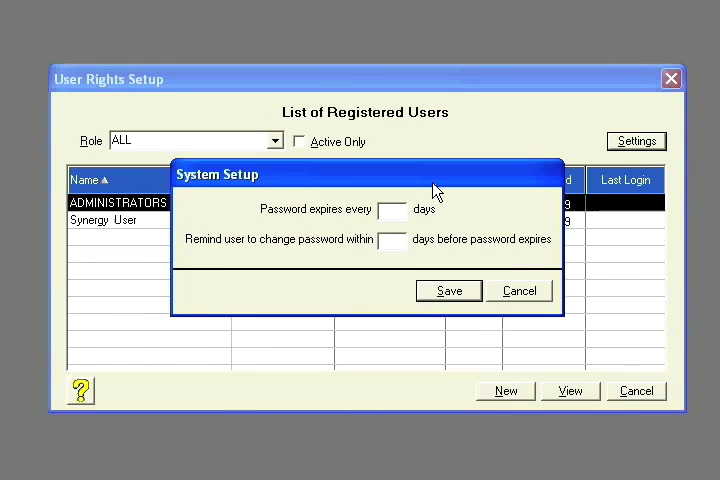 User Rights Setup
List of Registered Users
Role ALL Active Only Settings
System Setup
Name Last Login
Password expires every days
ADMINISTRATORS 9
Synergy User 9
Remind user to change password within days before password expires
Save Cancel
? New View Cancel